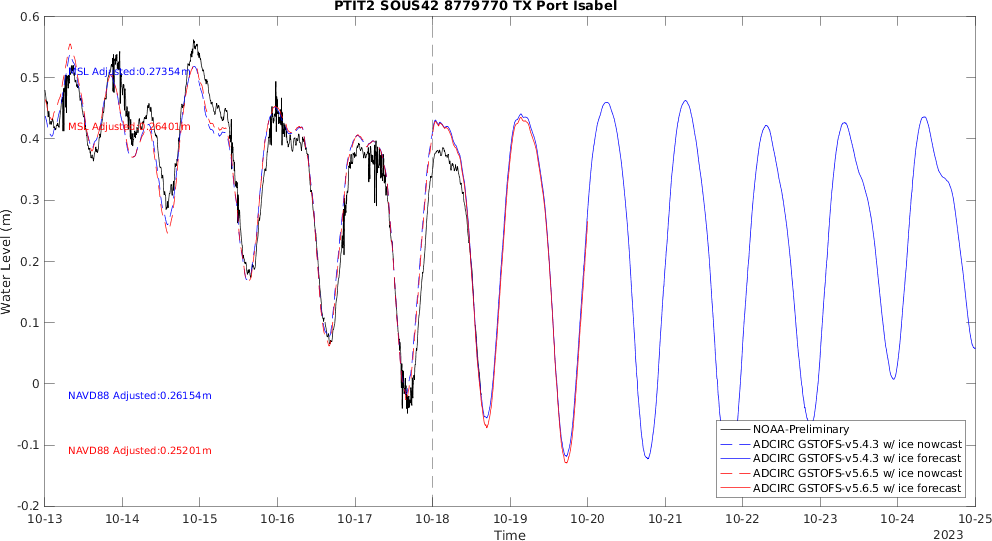 PTIT2 SOUS42 8779770 TX Port Isabel
Water Level (m)
0.6
0.5
0.4
0.3
0.2
0.1
0
-0.1
-0.2
MSL Adjusted:0.27354m
MSL Adjusted:0.26401m
NAVD88 Adjusted:0.26154m
NAVD88 Adjusted:0.25201m
NOAA-Preliminary
ADCIRC GSTOFS-v5.4.3 w/ ice nowcast
ADCIRC GSTOFS-v5.4.3 w/ ice forecast
ADCIRC GSTOFS-v5.6.5 w/ ice nowcast
ADCIRC GSTOFS-v5.6.5 w/ ice forecast
10-13 10-14 10-15 10-16 10-17 10-18 10-19 10-20 10-21 10-22 10-23 10-24 10-25
Time
2023